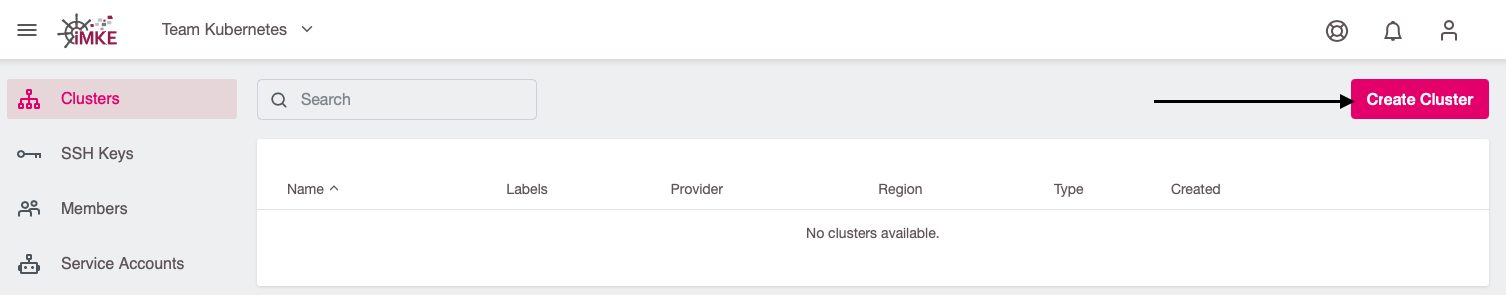 iMKE
Team Kubernetes
Clusters
Search
Create Cluster
SSH Keys
Members
Service Accounts
Name Labels Provider Region Type Created
No clusters available.